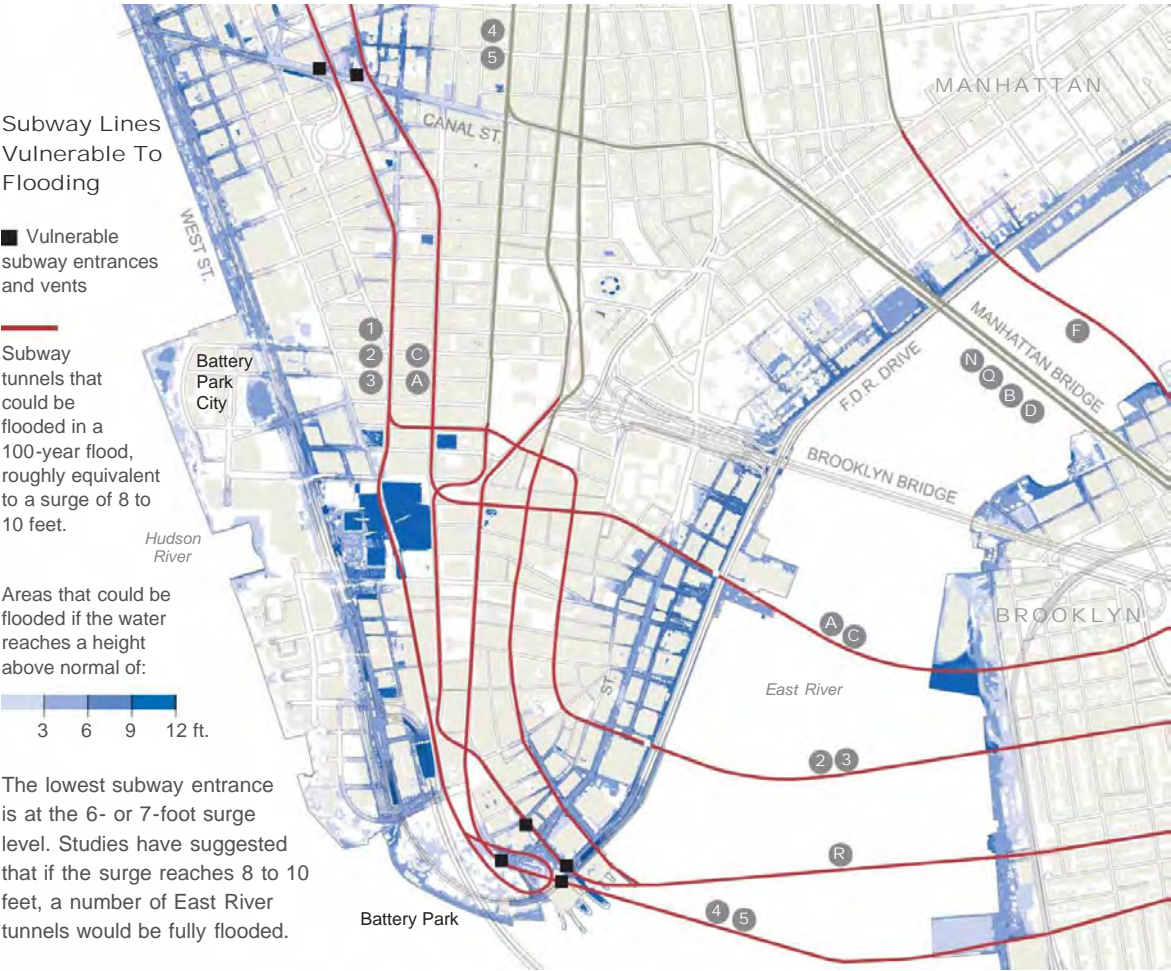 Subway Lines
Vulnerable To
Flooding
Vulnerable
subway entrances
and vents
Subway
tunnels that
could be
flooded in a
100-year flood,
roughly equivalent
to a surge of 8 to
10 feet.
Areas that could be
flooded if the water
reaches a height
above normal of:
3 6 9 12 ft.
The lowest subway entrance
is at the 6- or 7-foot surge
level. Studies have suggested
that if the surge reaches 8 to 10
feet, a number of East River
tunnels would be fully flooded.
4
5
MANHATTAN
CANAL ST.
WEST ST.
1
2
3
C
A
Battery
Park
City
F
MANHATTAN BRIDGE
N
Q
B
D
F.D.R. DRIVE
BROOKLYN BRIDGE
Hudson
River
BROOKLYN
A C
East River
ST.
2 3
R
4 5
Battery Park